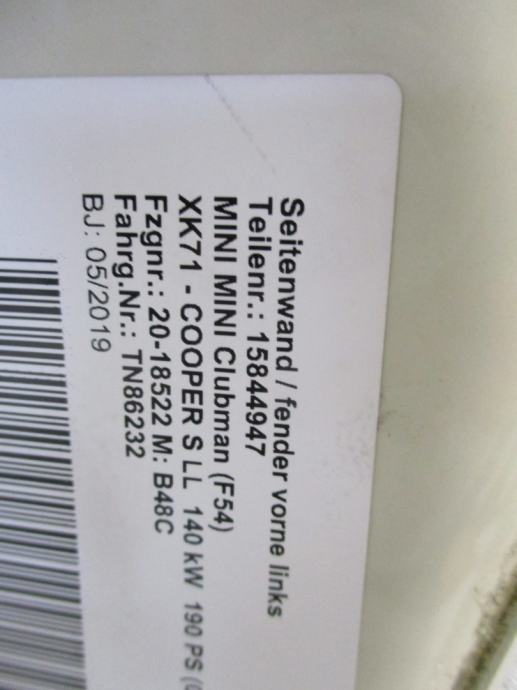 Seitenwand / fender vorne links
Teilenr.: 15844947
MINI MINI Clubman (F54)
XK71 - COOPER S LL 140 kW 190 PS (
Fzgnr.: 20-18522 M: B48C
Fahrg.Nr.: TN86232
BJ: 05/2019